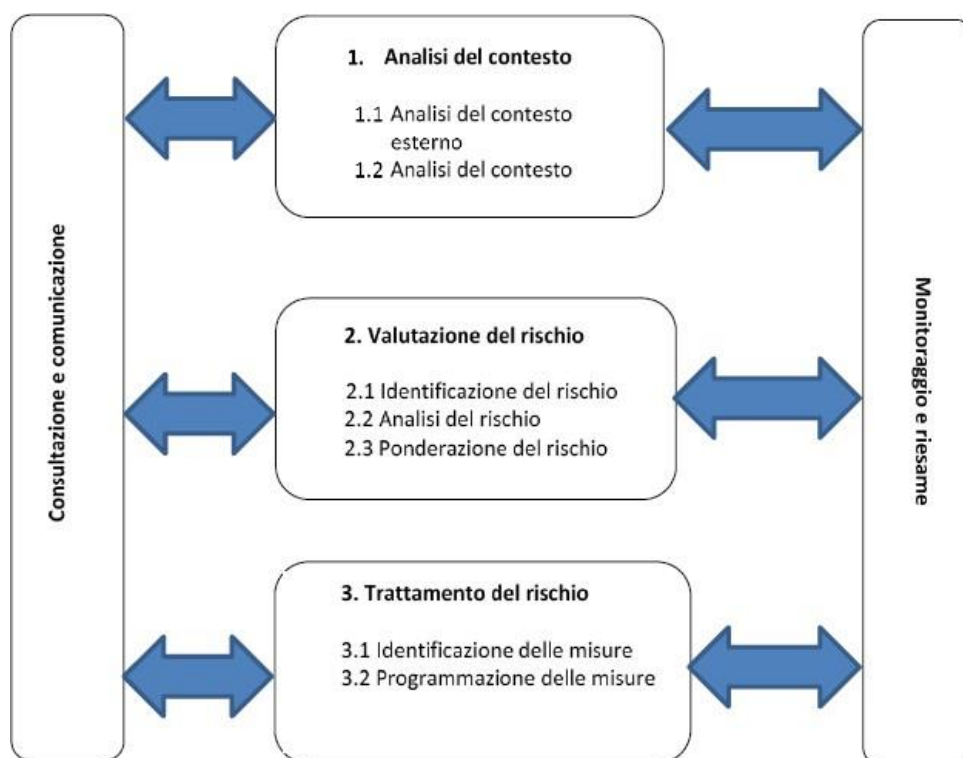 Consultazione e comunicazione
1. Analisi del contesto
1.1 Analisi del contesto
esterno
1.2 Analisi del contesto
2. Valutazione del rischio
2.1 Identificazione del rischio
2.2 Analisi del rischio
2.3 Ponderazione del rischio
3. Trattamento del rischio
3.1 Identificazione delle misure
3.2 Programmazione delle misure
Monitoraggio e riesame